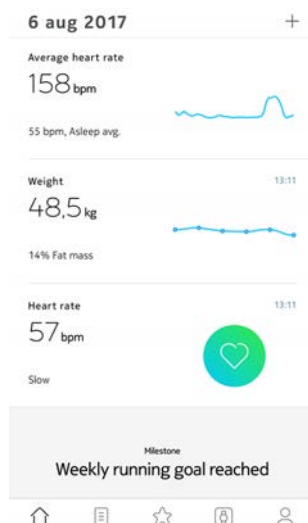 6 aug 2017
Average heart rate
158 bpm
55 bpm, Asleep avg.
Weight 13:11
48,5 kg
14% Fat mass
Heart rate 13:11
57 bpm
Slow
Milestone
Weekly running goal reached